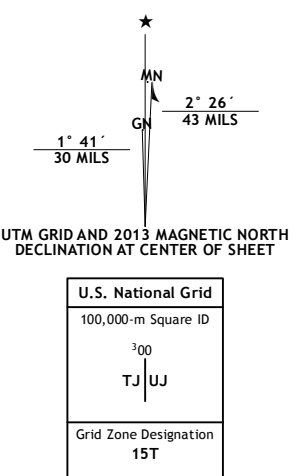 ★
MN
2° 26´
43 MILS
GN
1° 41´
30 MILS
UTM GRID AND 2013 MAGNETIC NORTH
DECLINATION AT CENTER OF SHEET
U.S. National Grid
100,000-m Square ID
³00
TJ UJ
Grid Zone Designation
15T